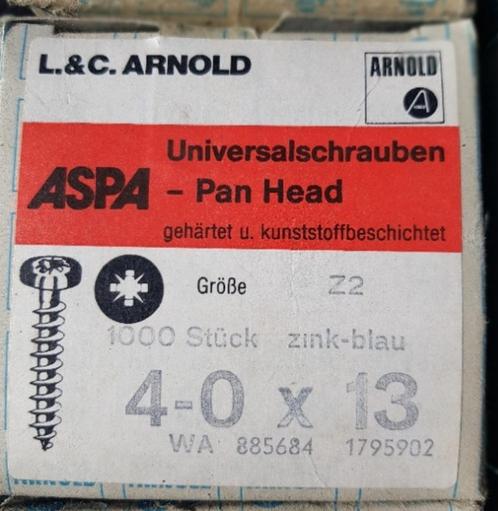 L.&C. ARNOLD
ARNOLD
A
Universalschrauben
ASPA - Pan Head
gehärtet u. kunststoffbeschichtet
Größe Z2
1000 Stück zink-blau
4-0 x 13
WA 885684 1795902
ARNOLD